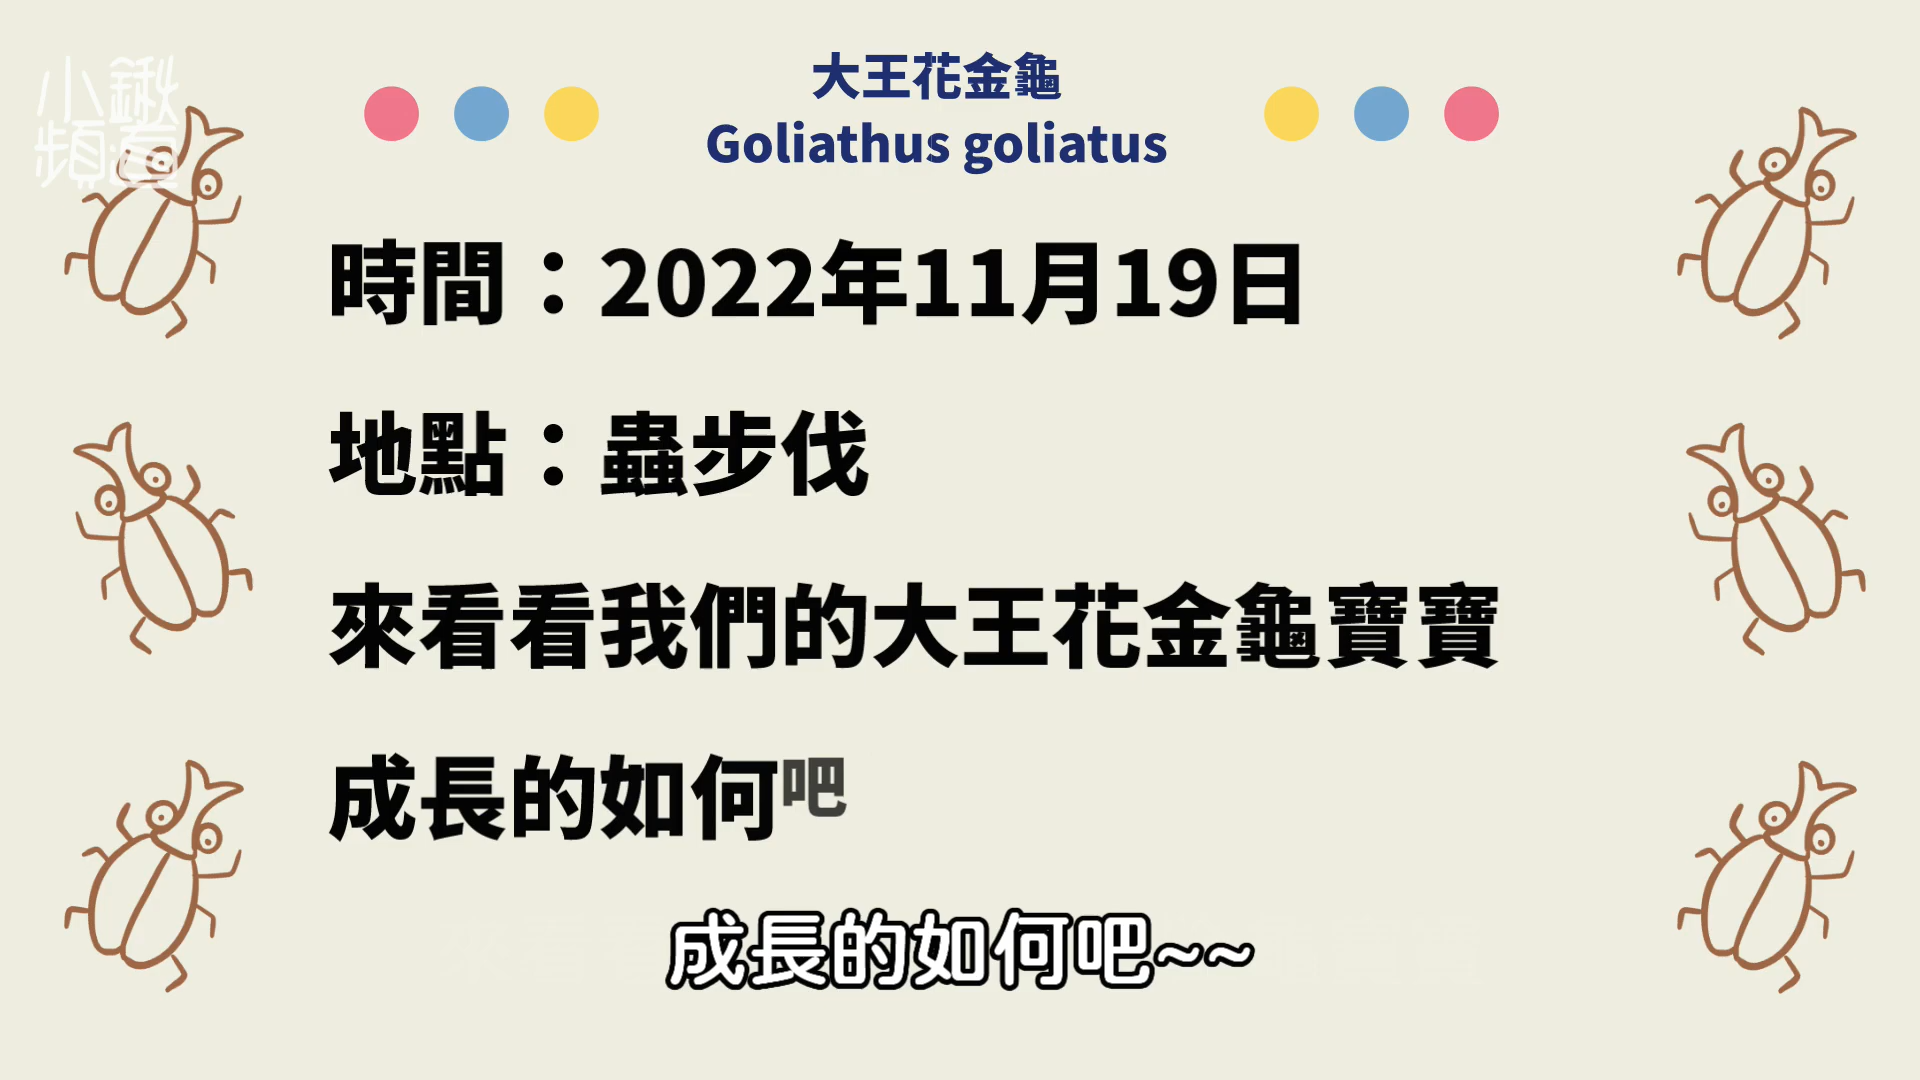 小鍬
頻道
大王花金龜
Goliathus goliatus
時間：2022年11月19日
地點：蟲步伐
來看看我們的大王花金龜寶寶
成長的如何吧
成長的如何吧~~